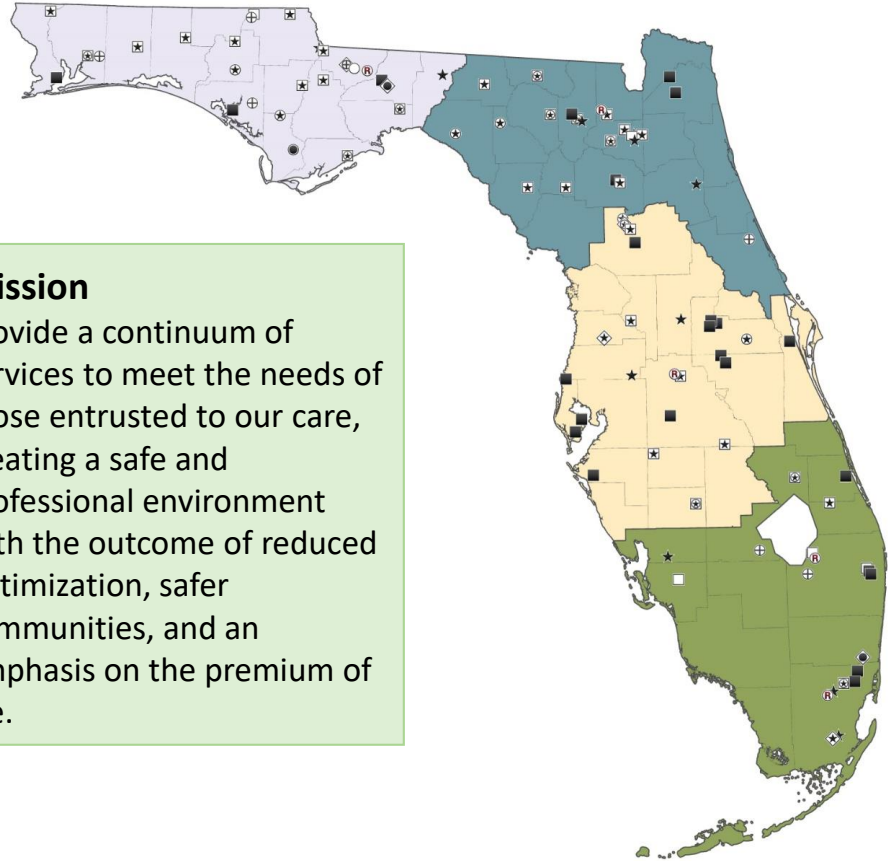 ission
ovide a continuum of
rvices to meet the needs of
ose entrusted to our care,
eating a safe and
ofessional environment
th the outcome of reduced
timization, safer
mmunities, and an
phasis on the premium of
e.
R
R
R
R
R